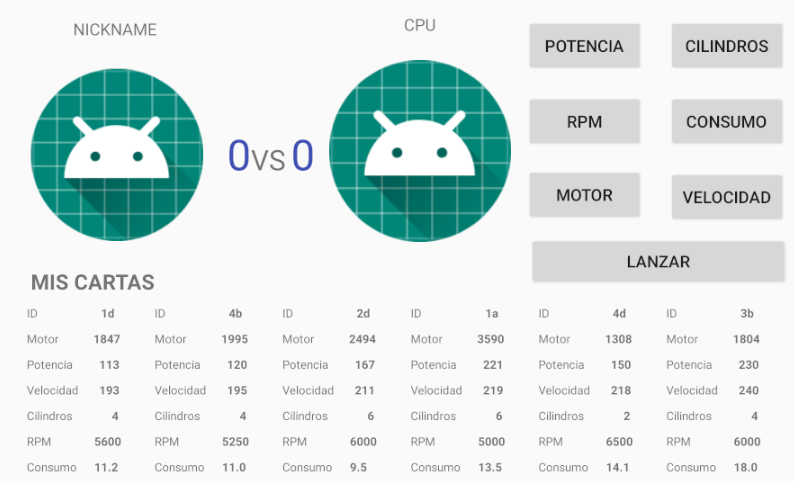 NICKNAME
CPU
0 VS 0
POTENCIA CILINDROS
RPM CONSUMO
MOTOR VELOCIDAD
LANZAR
MIS CARTAS
ID 1d ID 4b ID 2d ID 1a ID 4d ID 3b
Motor 1847 Motor 1995 Motor 2494 Motor 3590 Motor 1308 Motor 1804
Potencia 113 Potencia 120 Potencia 167 Potencia 221 Potencia 150 Potencia 230
Velocidad 193 Velocidad 195 Velocidad 211 Velocidad 219 Velocidad 218 Velocidad 240
Cilindros 4 Cilindros 4 Cilindros 6 Cilindros 6 Cilindros 2 Cilindros 4
RPM 5600 RPM 5250 RPM 6000 RPM 5000 RPM 6500 RPM 6000
Consumo 11.2 Consumo 11.0 Consumo 9.5 Consumo 13.5 Consumo 14.1 Consumo 18.0